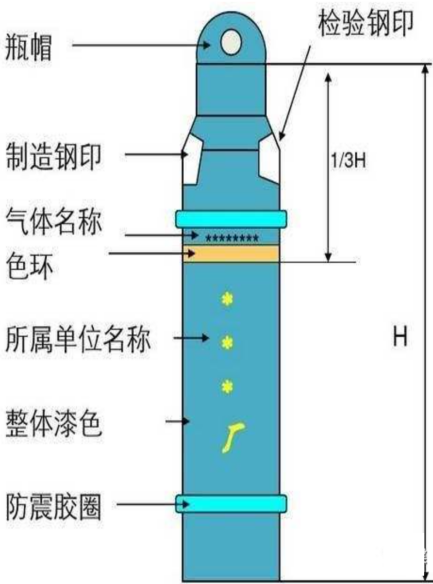 检验钢印
瓶帽
制造钢印
1/3H
气体名称
********
色环
***厂
所属单位名称
H
整体漆色
防震胶圈